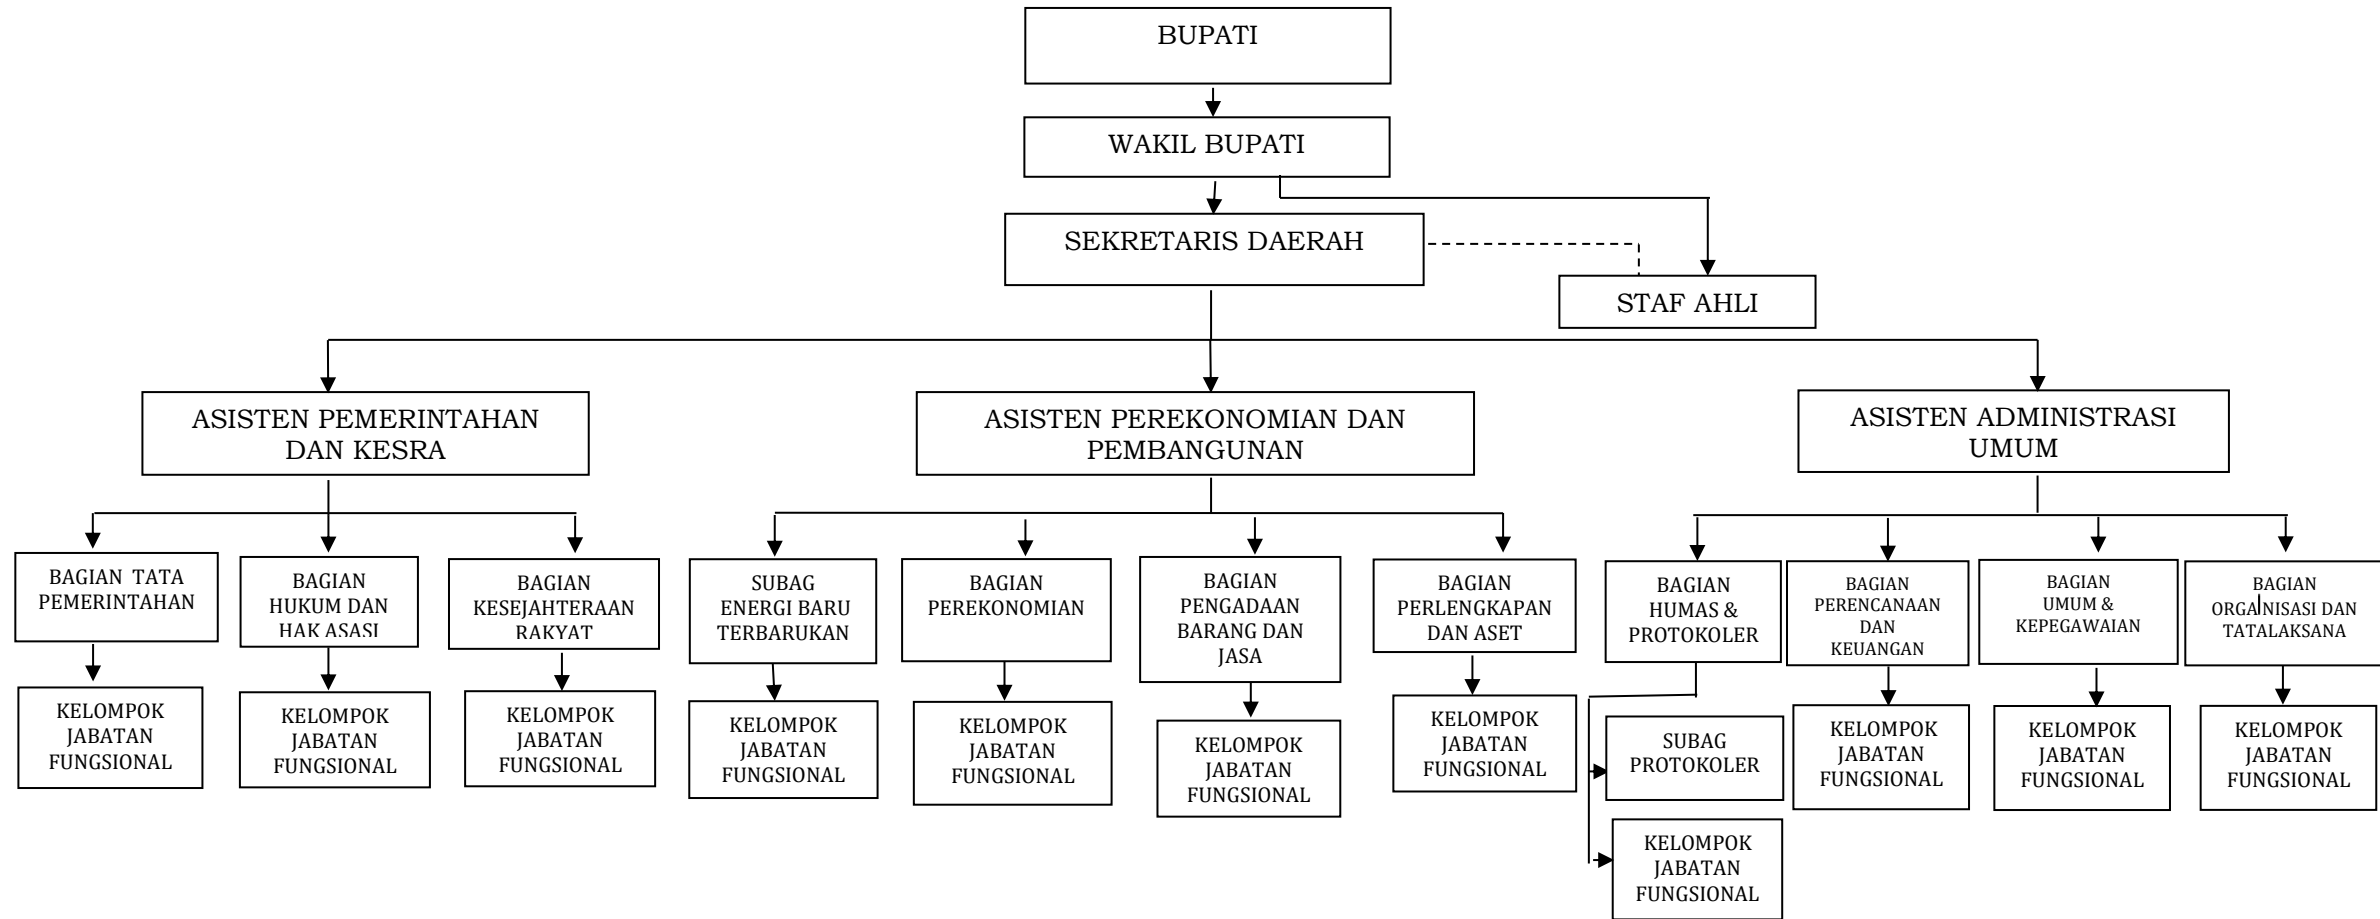 BUPATI
WAKIL BUPATI
SEKRETARIS DAERAH
STAF AHLI
ASISTEN PEMERINTAHAN
DAN KESRA
ASISTEN PEREKONOMIAN DAN
PEMBANGUNAN
ASISTEN ADMINISTRASI
UMUM
BAGIAN TATA
PEMERINTAHAN
BAGIAN
HUKUM DAN
HAK ASASI
BAGIAN
KESEJAHTERAAN
RAKYAT
SUBAG
ENERGI BARU
TERBARUKAN
BAGIAN
PEREKONOMIAN
BAGIAN
PENGADAAN
BARANG DAN
JASA
BAGIAN
PERLENGKAPAN
DAN ASET
BAGIAN
HUMAS &
PROTOKOLER
BAGIAN
PERENCANAAN
DAN
KEUANGAN
BAGIAN
UMUM &
KEPEGAWAIAN
BAGIAN
ORGANISASI DAN
TATALAKSANA
KELOMPOK
JABATAN
FUNGSIONAL
KELOMPOK
JABATAN
FUNGSIONAL
KELOMPOK
JABATAN
FUNGSIONAL
KELOMPOK
JABATAN
FUNGSIONAL
KELOMPOK
JABATAN
FUNGSIONAL
KELOMPOK
JABATAN
FUNGSIONAL
KELOMPOK
JABATAN
FUNGSIONAL
SUBAG
PROTOKOLER
KELOMPOK
JABATAN
FUNGSIONAL
KELOMPOK
JABATAN
FUNGSIONAL
KELOMPOK
JABATAN
FUNGSIONAL
KELOMPOK
JABATAN
FUNGSIONAL